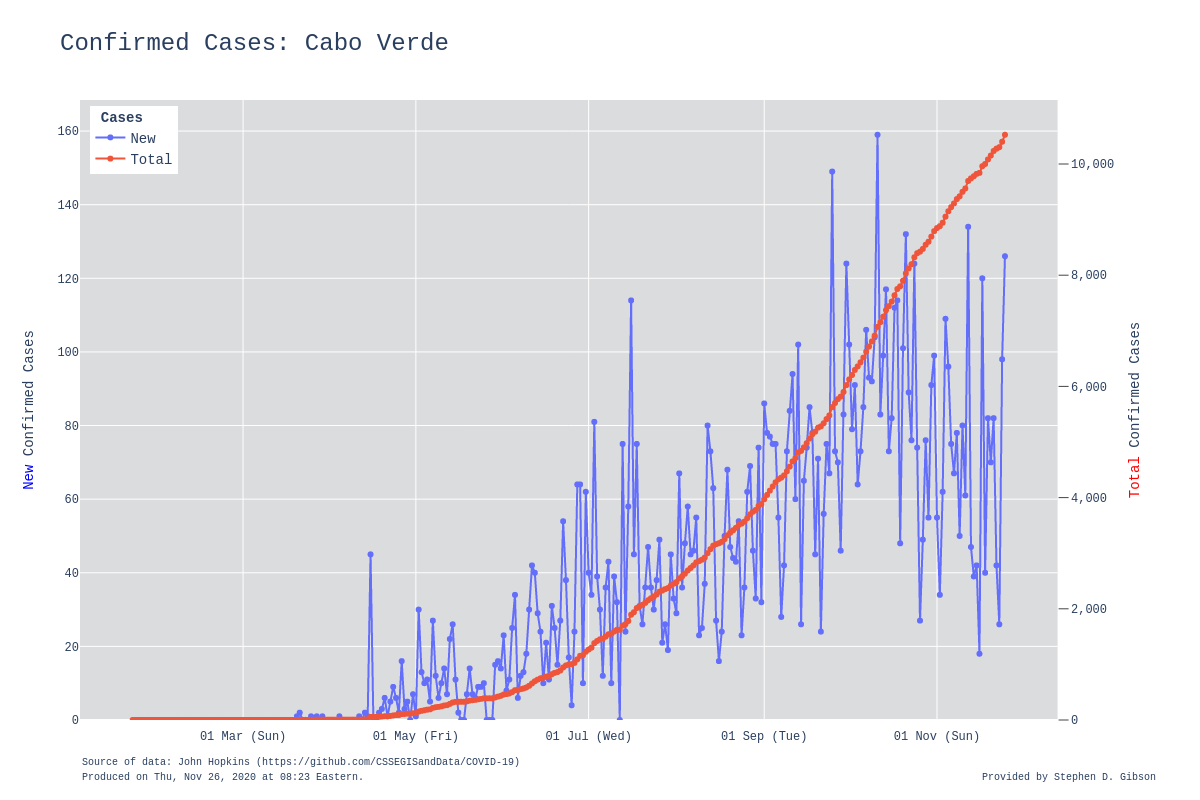 Confirmed Cases: Cabo Verde
Cases
New
Total
160
140
120
100
80
60
40
20
0
10,000
8,000
6,000
4,000
2,000
0
New Confirmed Cases
Total Confirmed Cases
01 Mar (Sun)
01 May (Fri)
01 Jul (Wed)
01 Sep (Tue)
01 Nov (Sun)
Source of data: John Hopkins (https://github.com/CSSEGISandData/COVID-19)
Produced on Thu, Nov 26, 2020 at 08:23 Eastern.
Provided by Stephen D. Gibson